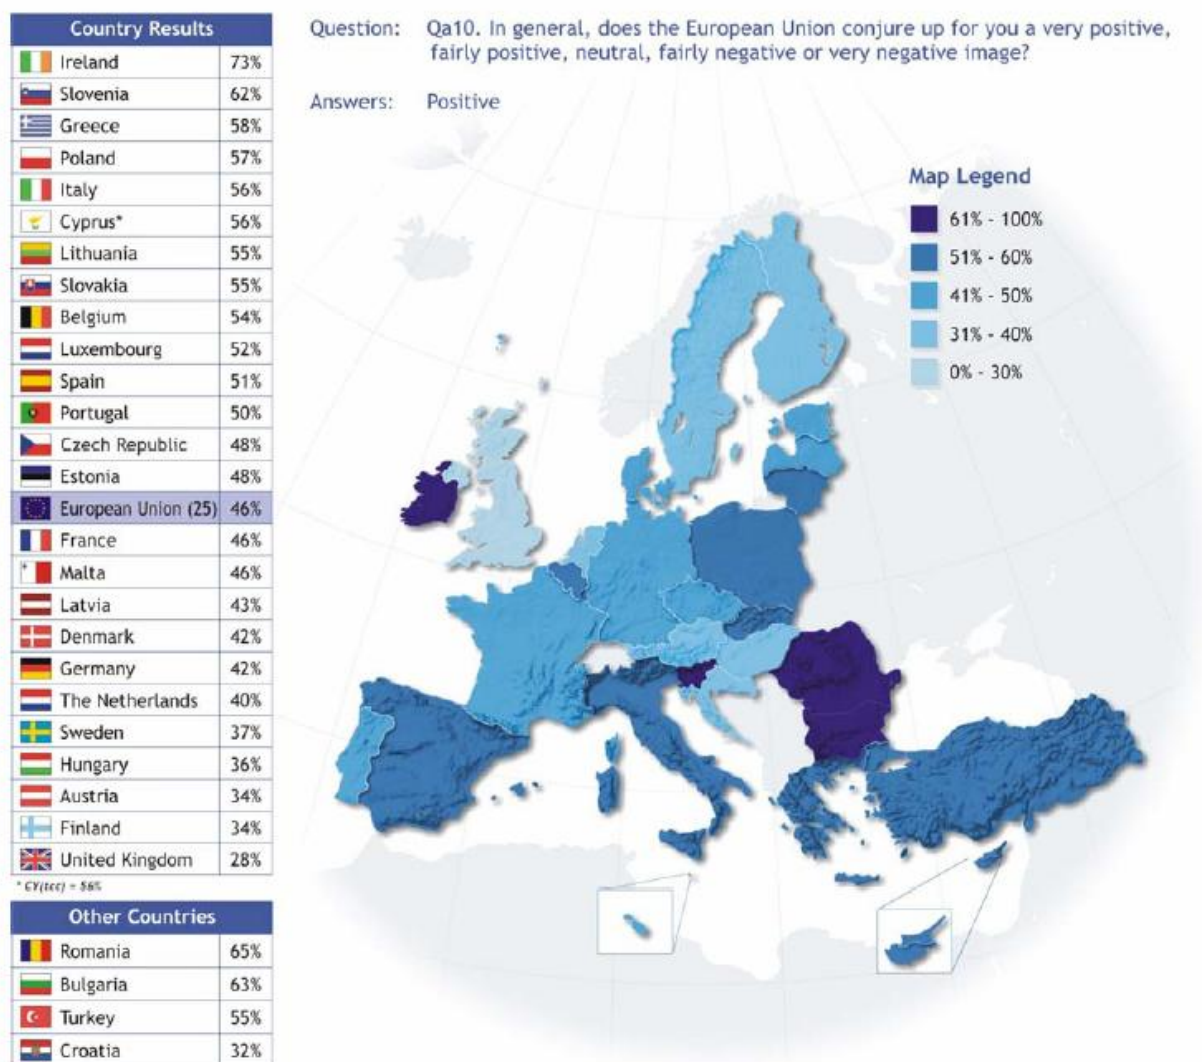 Country Results
Ireland 73%
Slovenia 62%
Greece 58%
Poland 57%
Italy 56%
Cyprus* 56%
Lithuania 55%
Slovakia 55%
Belgium 54%
Luxembourg 52%
Spain 51%
Portugal 50%
Czech Republic 48%
Estonia 48%
European Union (25) 46%
France 46%
Malta 46%
Latvia 43%
Denmark 42%
Germany 42%
The Netherlands 40%
Sweden 37%
Hungary 36%
Austria 34%
Finland 34%
United Kingdom 28%
* CY(tcc) = 56%
Other Countries
Romania 65%
Bulgaria 63%
Turkey 55%
Croatia 32%
Question: Qa10. In general, does the European Union conjure up for you a very positive,
fairly positive, neutral, fairly negative or very negative image?
Answers: Positive
Map Legend
61% - 100%
51% - 60%
41% - 50%
31% - 40%
0% - 30%